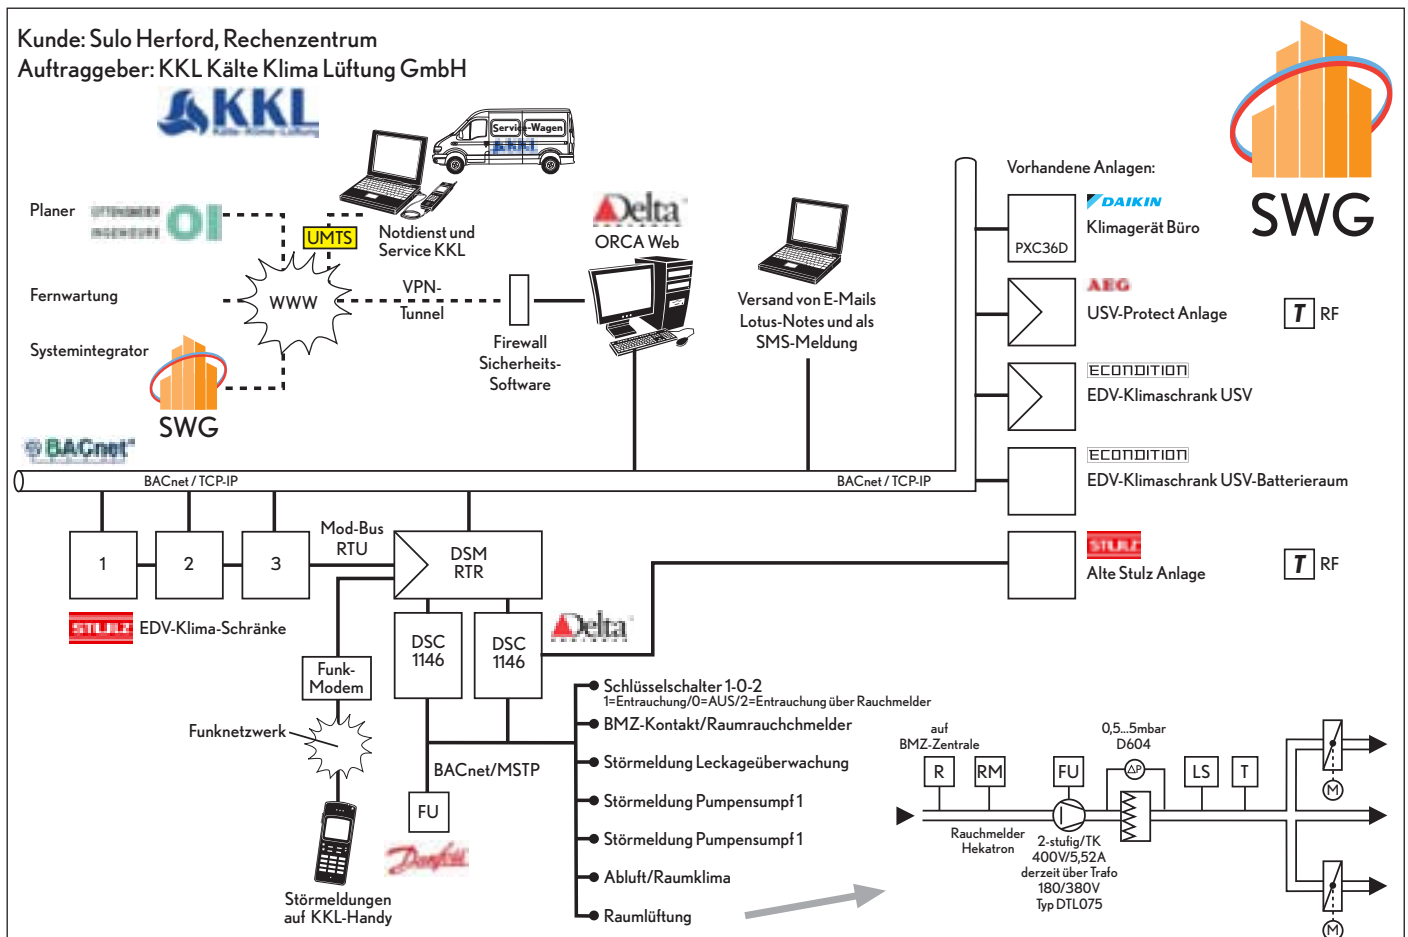 Kunde: Sulo Herford, Rechenzentrum
Auftraggeber: KKL Kälte Klima Lüftung GmbH
KKL
Kälte-Klima-Lüftung
Service-Wagen
KKL
Planer
OTTENSMEIER
INGENIEURE
OI
UMTS
Notdienst und
Service KKL
Delta
ORCA Web
Fernwartung
WWW
VPN-
Tunnel
Systemintegrator
SWG
Firewall
Sicherheits-
Software
Versand von E-Mails
Lotus-Notes und als
SMS-Meldung
Vorhandene Anlagen:
SWG
PXC36D
DAIKIN
Klimagerät Büro
AEG
USV-Protect Anlage
T RF
ECONDITION
EDV-Klimaschrank USV
ECONDITION
EDV-Klimaschrank USV-Batterieraum
STULZ
Alte Stulz Anlage
T RF
BACnet
BACnet / TCP-IP
BACnet / TCP-IP
1
2
3
Mod-Bus
RTU
DSM
RTR
STULZ EDV-Klima-Schränke
DSC
1146
DSC
1146
Delta
Funk-
Modem
Funknetzwerk
Störmeldungen
auf KKL-Handy
BACnet/MSTP
FU
Danfoss
Schlüsselschalter 1-0-2
1=Entrauchung/0=AUS/2=Entrauchung über Rauchmelder
BMZ-Kontakt/Raumrauchchmelder
Störmeldung Leckageüberwachung
Störmeldung Pumpensumpf 1
Störmeldung Pumpensumpf 1
Abluft/Raumklima
Raumlüftung
auf
BMZ-Zentrale
R
RM
FU
0,5...5mbar
D604
ΔP
LS
T
M
Rauchmelder
Hekatron
2-stufig/TK
400V/5,52A
derzeit über Trafo
180/380V
Typ DTL075
M